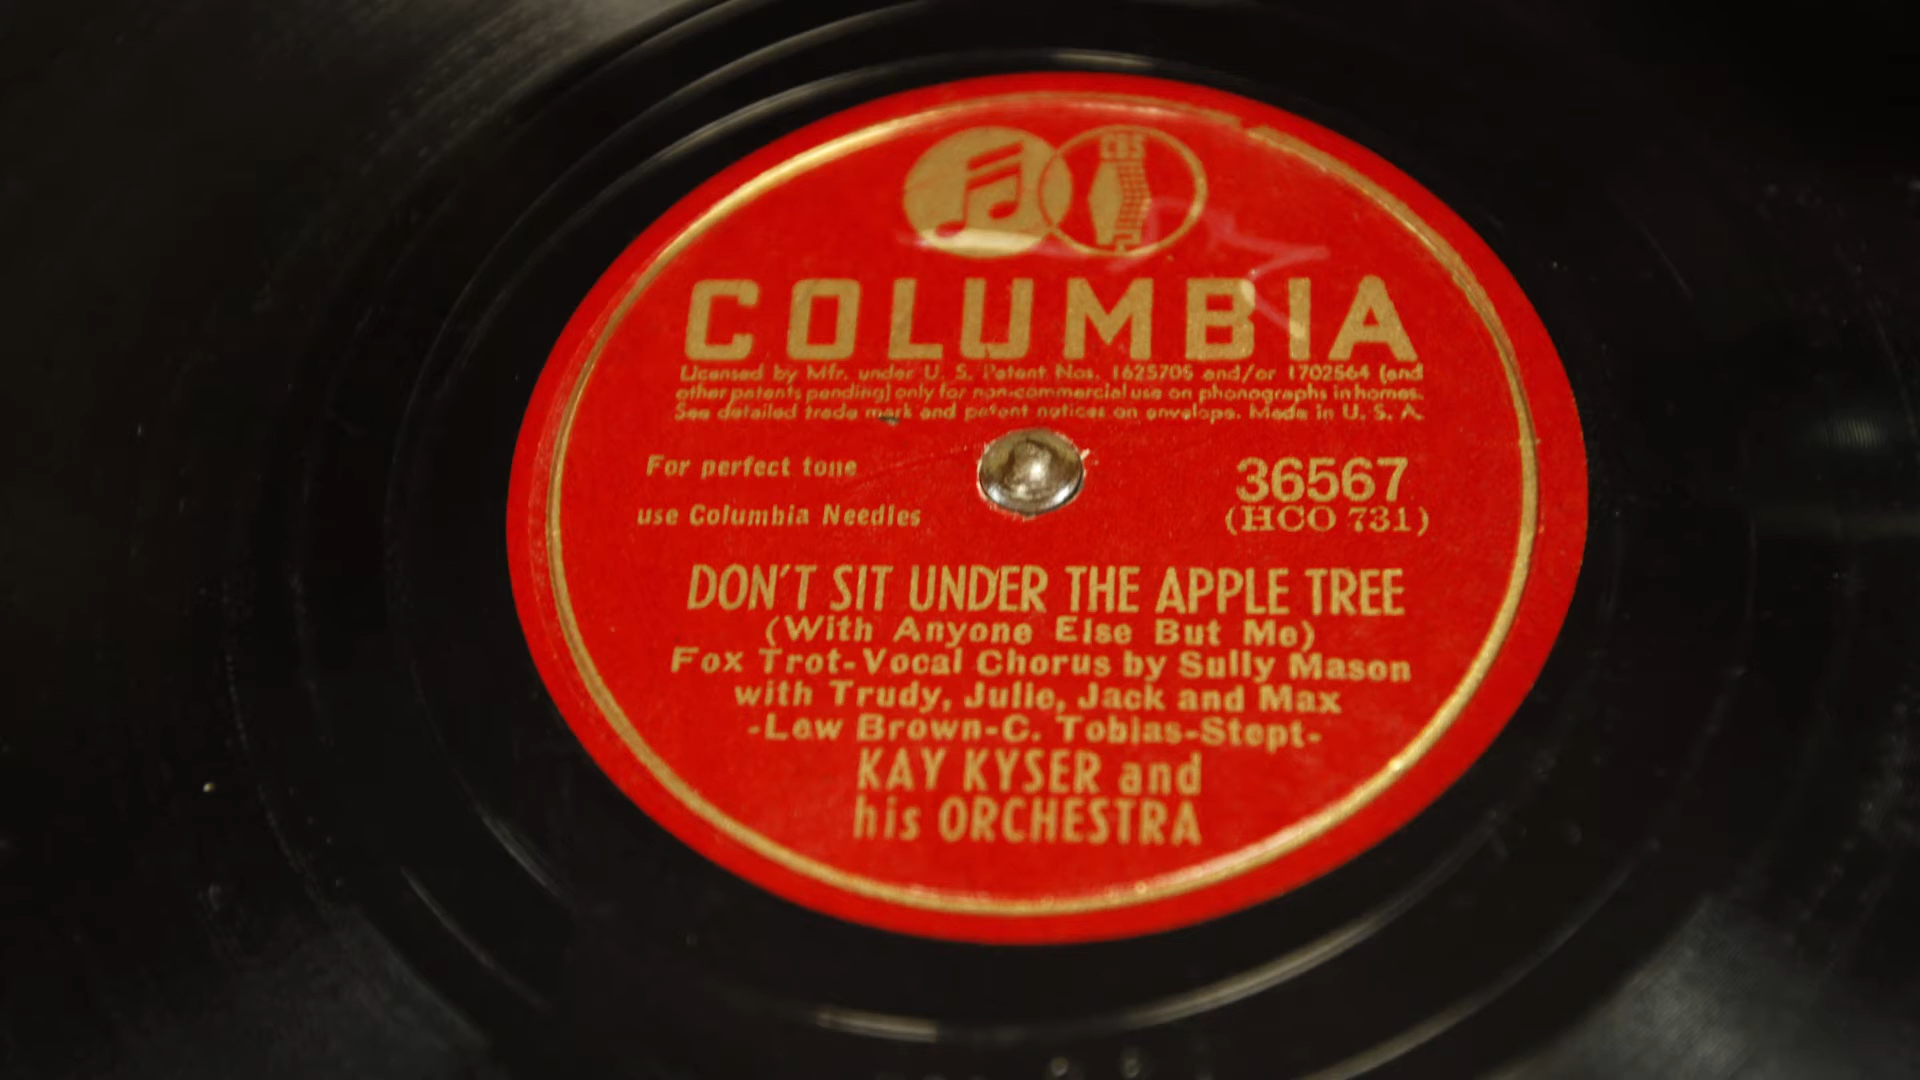 CBS
COLUMBIA
Licensed by Mfr. under U. S. Patent Nos. 1625705 and/or 1702564 (and
other patents pending) only for non-commercial use on phonographs in homes.
See detailed trade mark and patent notices on envelope. Made in U. S. A.
For perfect tone
use Columbia Needles
36567
(HCO 731)
DON'T SIT UNDER THE APPLE TREE
(With Anyone Else But Me)
Fox Trot-Vocal Chorus by Sully Mason
with Trudy, Julie, Jack and Max
-Lew Brown-C. Tobias-Stept-
KAY KYSER and
his ORCHESTRA